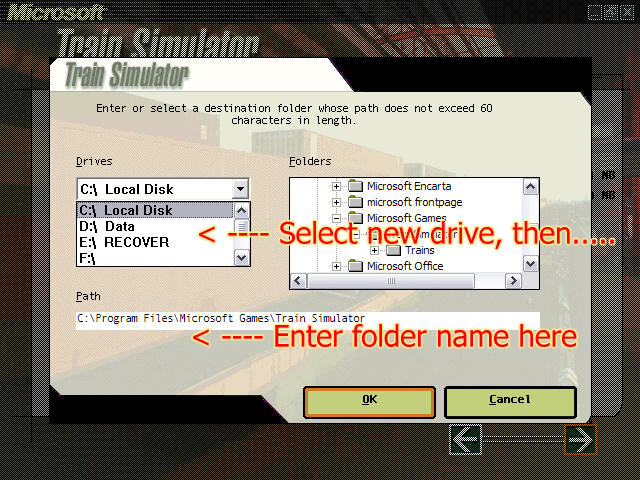 Microsoft
Train Simulator
Train Simulator
Enter or select a destination folder whose path does not exceed 60
characters in length.
Drives
Folders
C:\ Local Disk
C:\ Local Disk
D:\ Data
E:\ RECOVER
F:\
Microsoft Encarta
microsoft frontpage
Microsoft Games
Trains
Microsoft Office
MB
MB
< ---- Select new drive, then.....
Path
C:\Program Files\Microsoft Games\Train Simulator
< ---- Enter folder name here
OK
Cancel